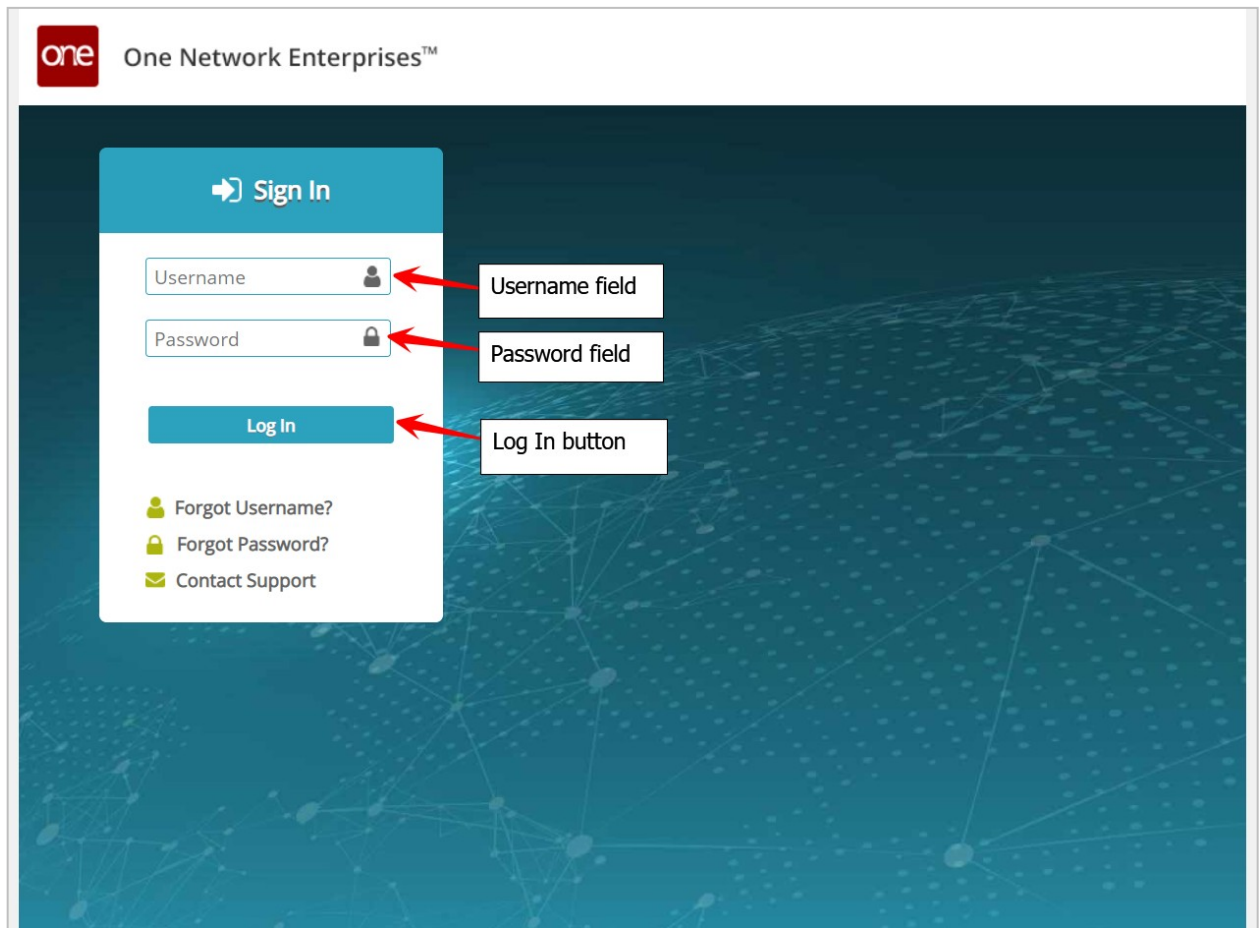 one
One Network Enterprises™
Sign In
Username
Username field
Password
Password field
Log In
Log In button
Forgot Username?
Forgot Password?
Contact Support